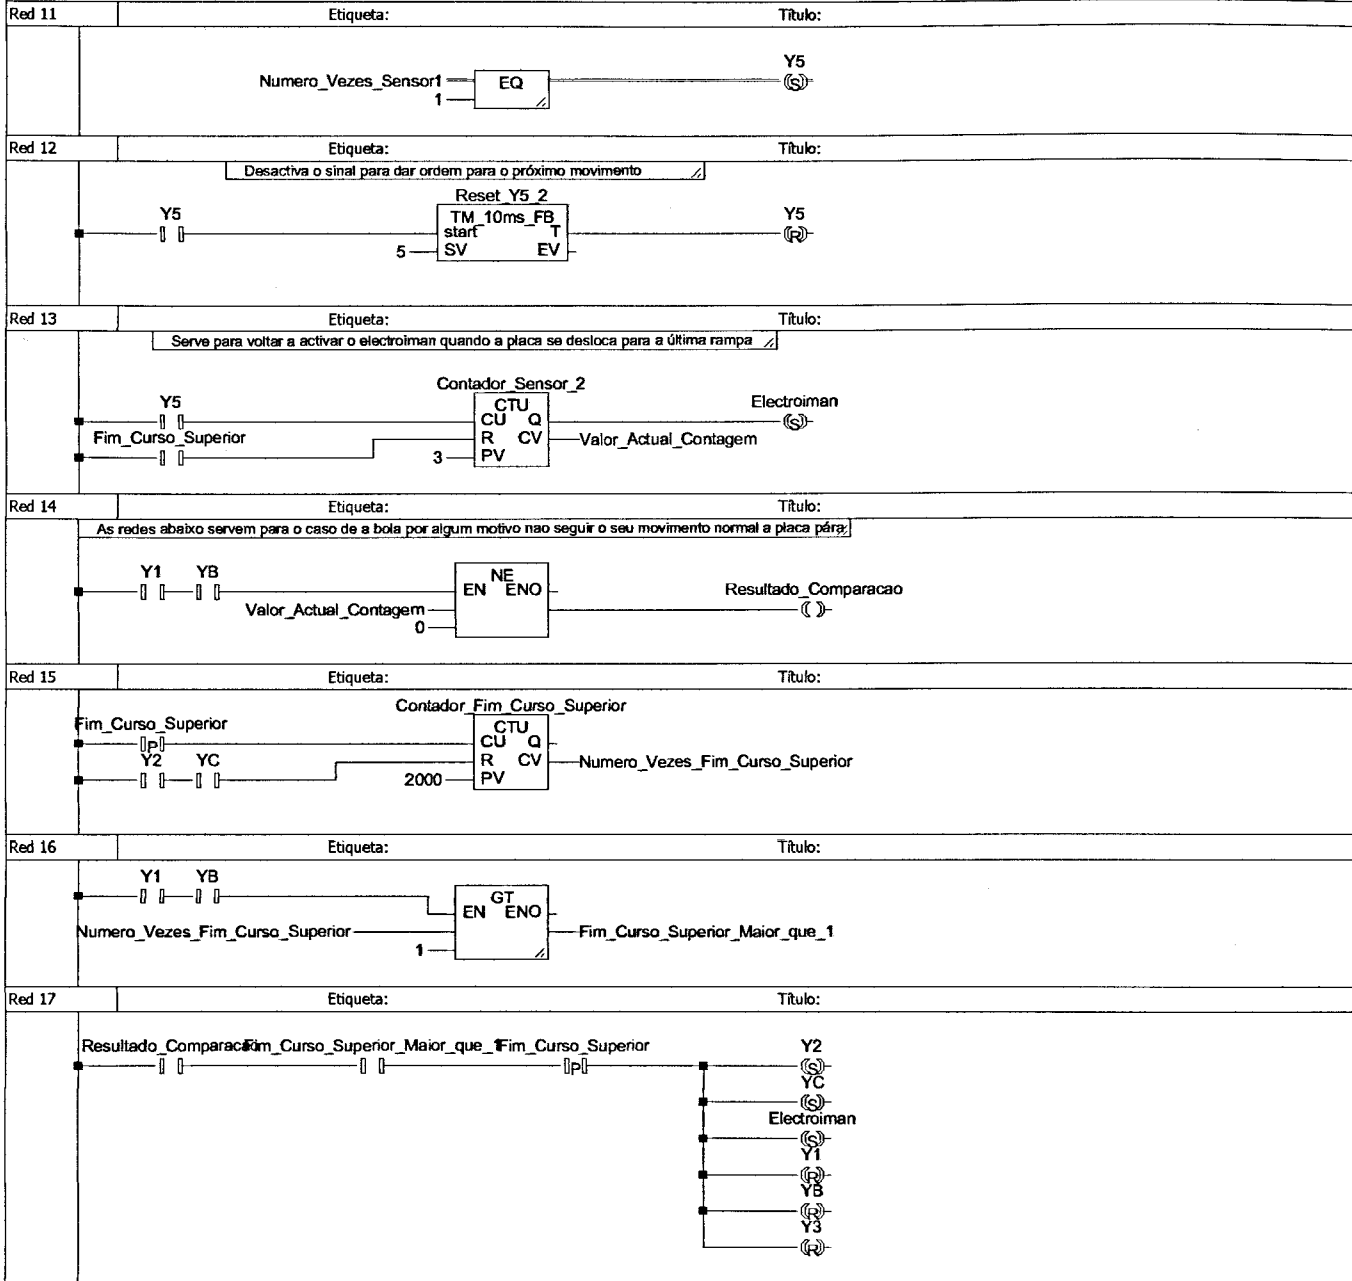 Red 11 Etiqueta: Título:
Y5
Numero_Vezes_Sensor1 EQ (S)
1
Red 12 Etiqueta: Título:
Desactiva o sinal para dar ordem para o próximo movimento
Reset_Y5_2
Y5 TM_10ms_FB Y5
start T (R)
5 SV EV
Red 13 Etiqueta: Título:
Serve para voltar a activar o electroiman quando a placa se desloca para a última rampa
Contador_Sensor_2
Y5 CTU Electroiman
CU Q (S)
Fim_Curso_Superior R CV Valor_Actual_Contagem
3 PV
Red 14 Etiqueta: Título:
As redes abaixo servem para o caso de a bola por algum motivo nao seguir o seu movimento normal a placa pára
Y1 YB NE
EN ENO Resultado_Comparacao
Valor_Actual_Contagem ( )
0
Red 15 Etiqueta: Título:
Contador_Fim_Curso_Superior
Fim_Curso_Superior CTU
P CU Q
Y2 YC R CV Numero_Vezes_Fim_Curso_Superior
2000 PV
Red 16 Etiqueta: Título:
Y1 YB GT
EN ENO
Numero_Vezes_Fim_Curso_Superior Fim_Curso_Superior_Maior_que_1
1
Red 17 Etiqueta: Título:
Resultado_Comparacao Fim_Curso_Superior_Maior_que_1 Fim_Curso_Superior Y2
P (S)
YC
(S)
Electroiman
(S)
Y1
(R)
YB
(R)
Y3
(R)